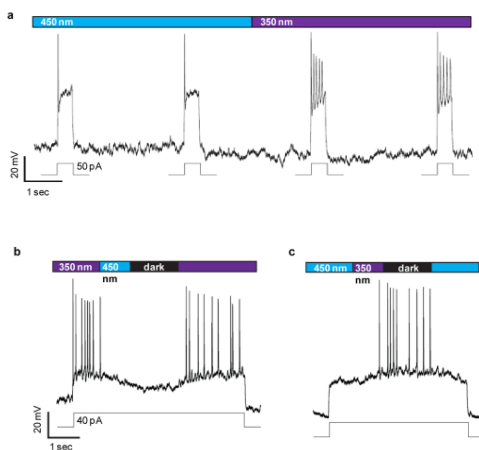 a
450 nm
350 nm
50 pA
20 mV
1 sec
b
c
350 nm
450
nm
dark
450 nm
350
nm
dark
40 pA
20 mV
1 sec